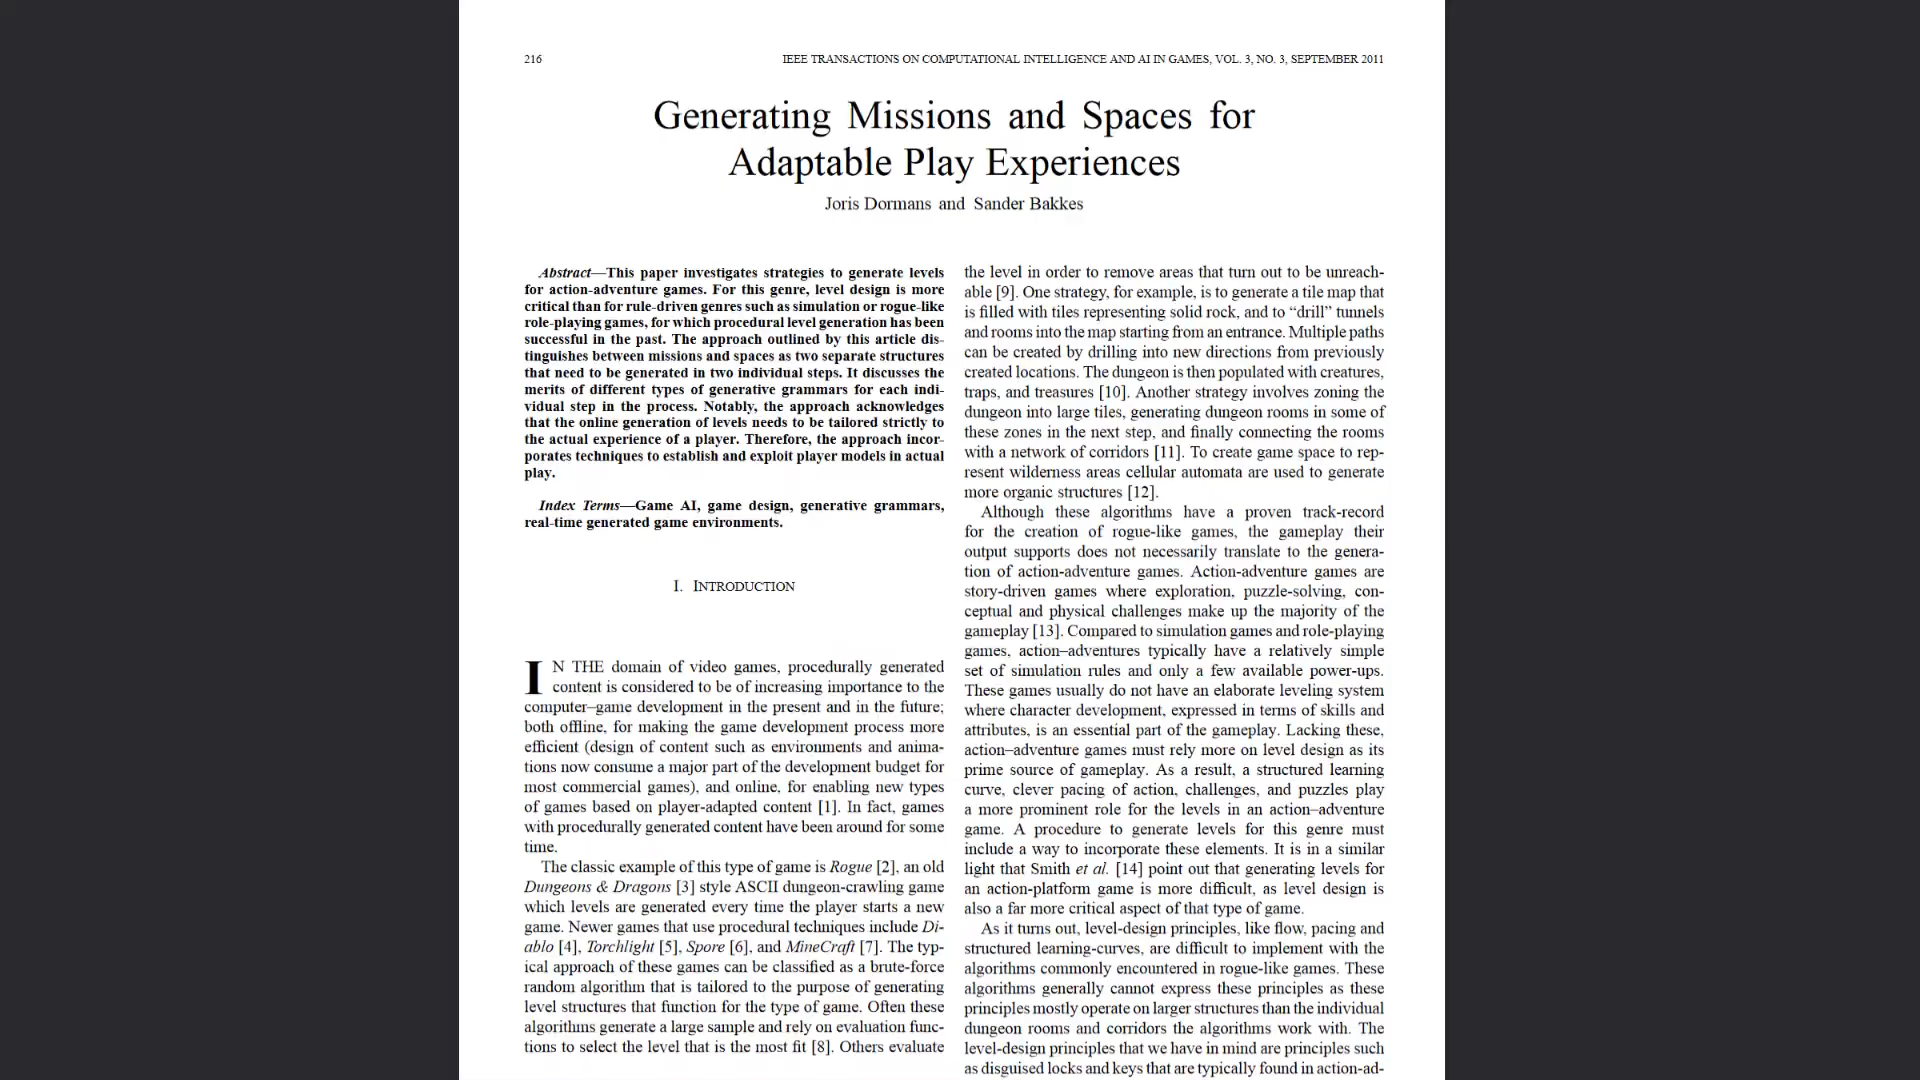 216
IEEE TRANSACTIONS ON COMPUTATIONAL INTELLIGENCE AND AI IN GAMES, VOL. 3, NO. 3, SEPTEMBER 2011
Generating Missions and Spaces for
Adaptable Play Experiences
Joris Dormans and Sander Bakkes
Abstract—This paper investigates strategies to generate levels
for action-adventure games. For this genre, level design is more
critical than for rule-driven genres such as simulation or rogue-like
role-playing games, for which procedural level generation has been
successful in the past. The approach outlined by this article dis-
tinguishes between missions and spaces as two separate structures
that need to be generated in two individual steps. It discusses the
merits of different types of generative grammars for each indi-
vidual step in the process. Notably, the approach acknowledges
that the online generation of levels needs to be tailored strictly to
the actual experience of a player. Therefore, the approach incor-
porates techniques to establish and exploit player models in actual
play.
Index Terms—Game AI, game design, generative grammars,
real-time generated game environments.
I. INTRODUCTION
IN THE domain of video games, procedurally generated
content is considered to be of increasing importance to the
computer–game development in the present and in the future;
both offline, for making the game development process more
efficient (design of content such as environments and anima-
tions now consume a major part of the development budget for
most commercial games), and online, for enabling new types
of games based on player-adapted content [1]. In fact, games
with procedurally generated content have been around for some
time.
The classic example of this type of game is Rogue [2], an old
Dungeons & Dragons [3] style ASCII dungeon-crawling game
which levels are generated every time the player starts a new
game. Newer games that use procedural techniques include Di-
ablo [4], Torchlight [5], Spore [6], and MineCraft [7]. The typ-
ical approach of these games can be classified as a brute-force
random algorithm that is tailored to the purpose of generating
level structures that function for the type of game. Often these
algorithms generate a large sample and rely on evaluation func-
tions to select the level that is the most fit [8]. Others evaluate
the level in order to remove areas that turn out to be unreach-
able [9]. One strategy, for example, is to generate a tile map that
is filled with tiles representing solid rock, and to “drill” tunnels
and rooms into the map starting from an entrance. Multiple paths
can be created by drilling into new directions from previously
created locations. The dungeon is then populated with creatures,
traps, and treasures [10]. Another strategy involves zoning the
dungeon into large tiles, generating dungeon rooms in some of
these zones in the next step, and finally connecting the rooms
with a network of corridors [11]. To create game space to rep-
resent wilderness areas cellular automata are used to generate
more organic structures [12].
Although these algorithms have a proven track-record
for the creation of rogue-like games, the gameplay their
output supports does not necessarily translate to the genera-
tion of action-adventure games. Action-adventure games are
story-driven games where exploration, puzzle-solving, con-
ceptual and physical challenges make up the majority of the
gameplay [13]. Compared to simulation games and role-playing
games, action–adventures typically have a relatively simple
set of simulation rules and only a few available power-ups.
These games usually do not have an elaborate leveling system
where character development, expressed in terms of skills and
attributes, is an essential part of the gameplay. Lacking these,
action–adventure games must rely more on level design as its
prime source of gameplay. As a result, a structured learning
curve, clever pacing of action, challenges, and puzzles play
a more prominent role for the levels in an action–adventure
game. A procedure to generate levels for this genre must
include a way to incorporate these elements. It is in a similar
light that Smith et al. [14] point out that generating levels for
an action-platform game is more difficult, as level design is
also a far more critical aspect of that type of game.
As it turns out, level-design principles, like flow, pacing and
structured learning-curves, are difficult to implement with the
algorithms commonly encountered in rogue-like games. These
algorithms generally cannot express these principles as these
principles mostly operate on larger structures than the individual
dungeon rooms and corridors the algorithms work with. The
level-design principles that we have in mind are principles such
as disguised locks and keys that are typically found in action-ad-